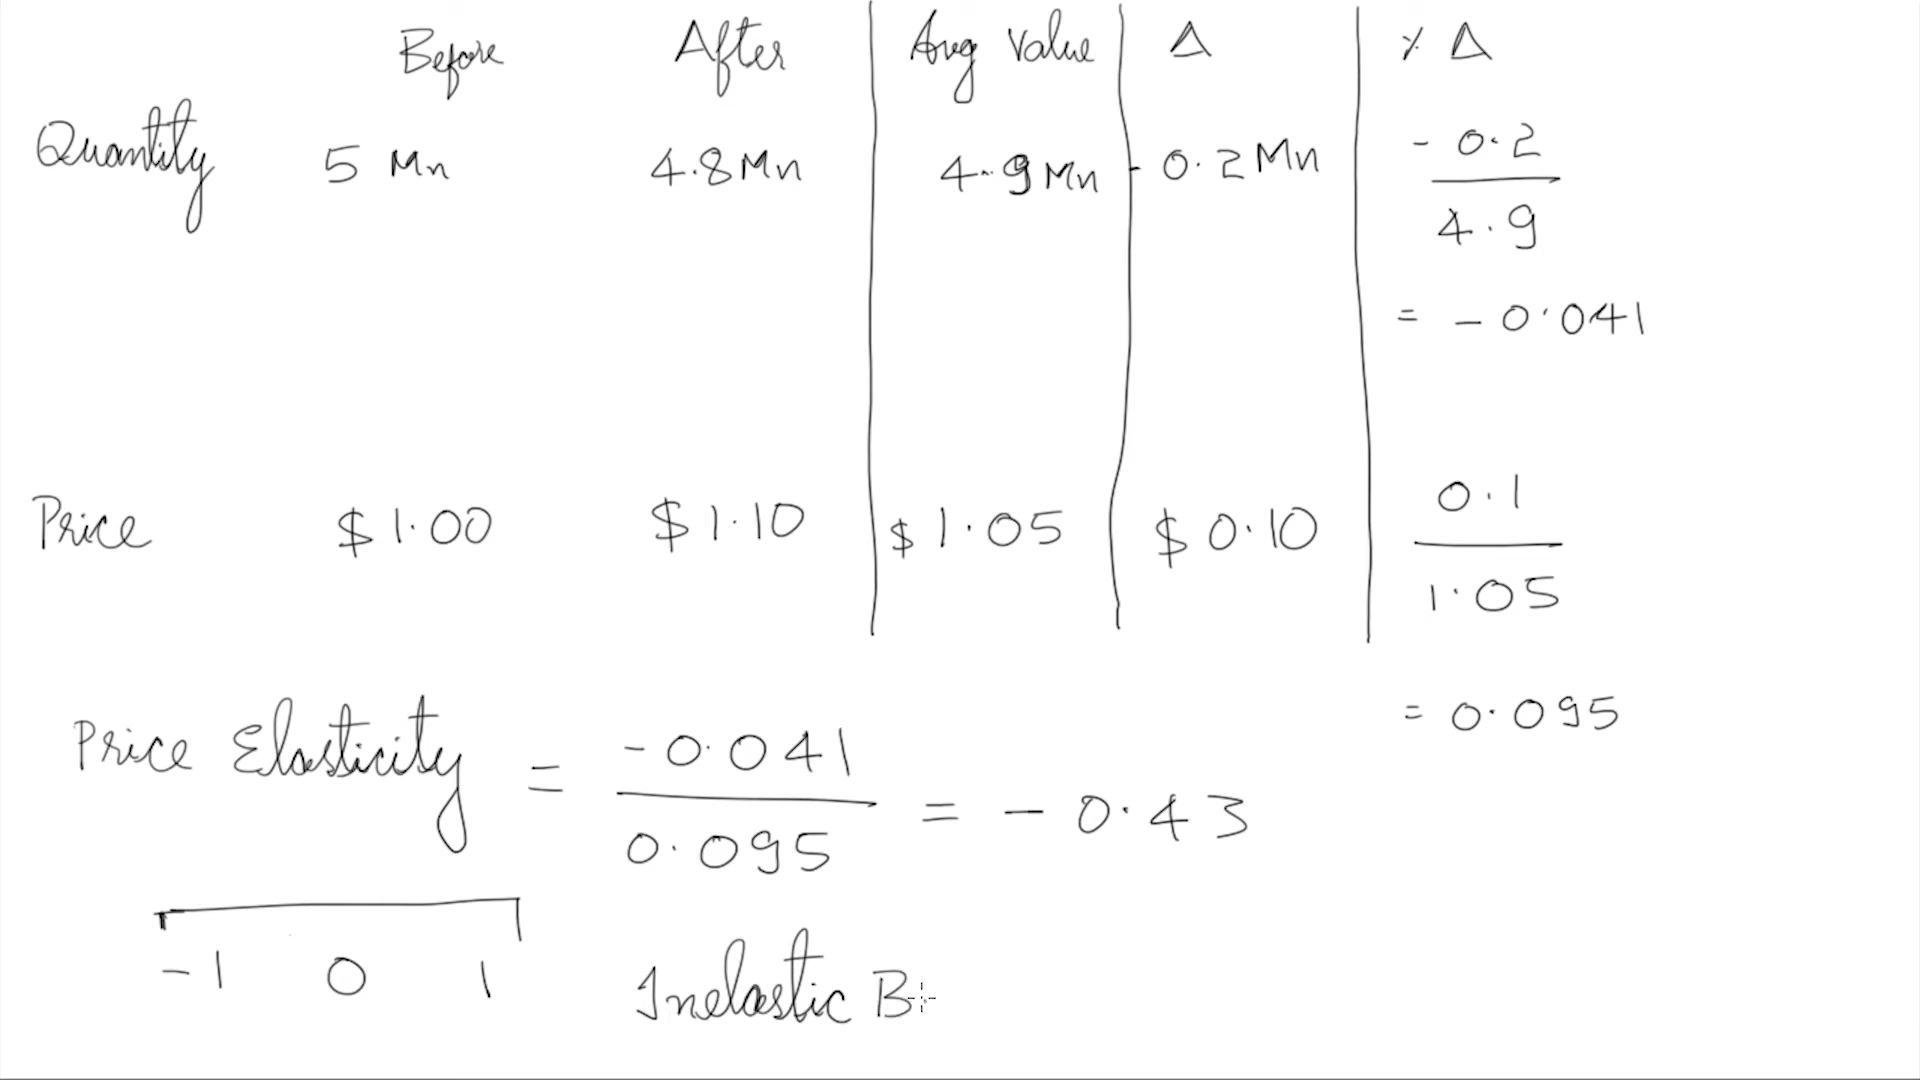 Before After Avg Value Δ % Δ
Quantity 5 Mn 4.8 Mn 4.9 Mn - 0.2 Mn - 0.2
4.9
= - 0.041
Price $ 1.00 $ 1.10 $ 1.05 $ 0.10 0.1
1.05
= 0.095
Price Elasticity = - 0.041 = - 0.43
0.095
-1 0 1
Inelastic B